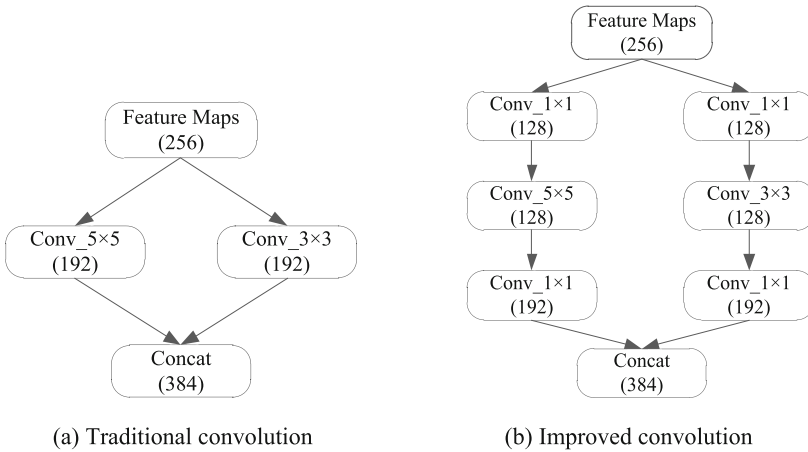 Feature Maps
(256)
Conv_5×5
(192)
Conv_3×3
(192)
Concat
(384)
(a) Traditional convolution
Feature Maps
(256)
Conv_1×1
(128)
Conv_1×1
(128)
Conv_5×5
(128)
Conv_3×3
(128)
Conv_1×1
(192)
Conv_1×1
(192)
Concat
(384)
(b) Improved convolution